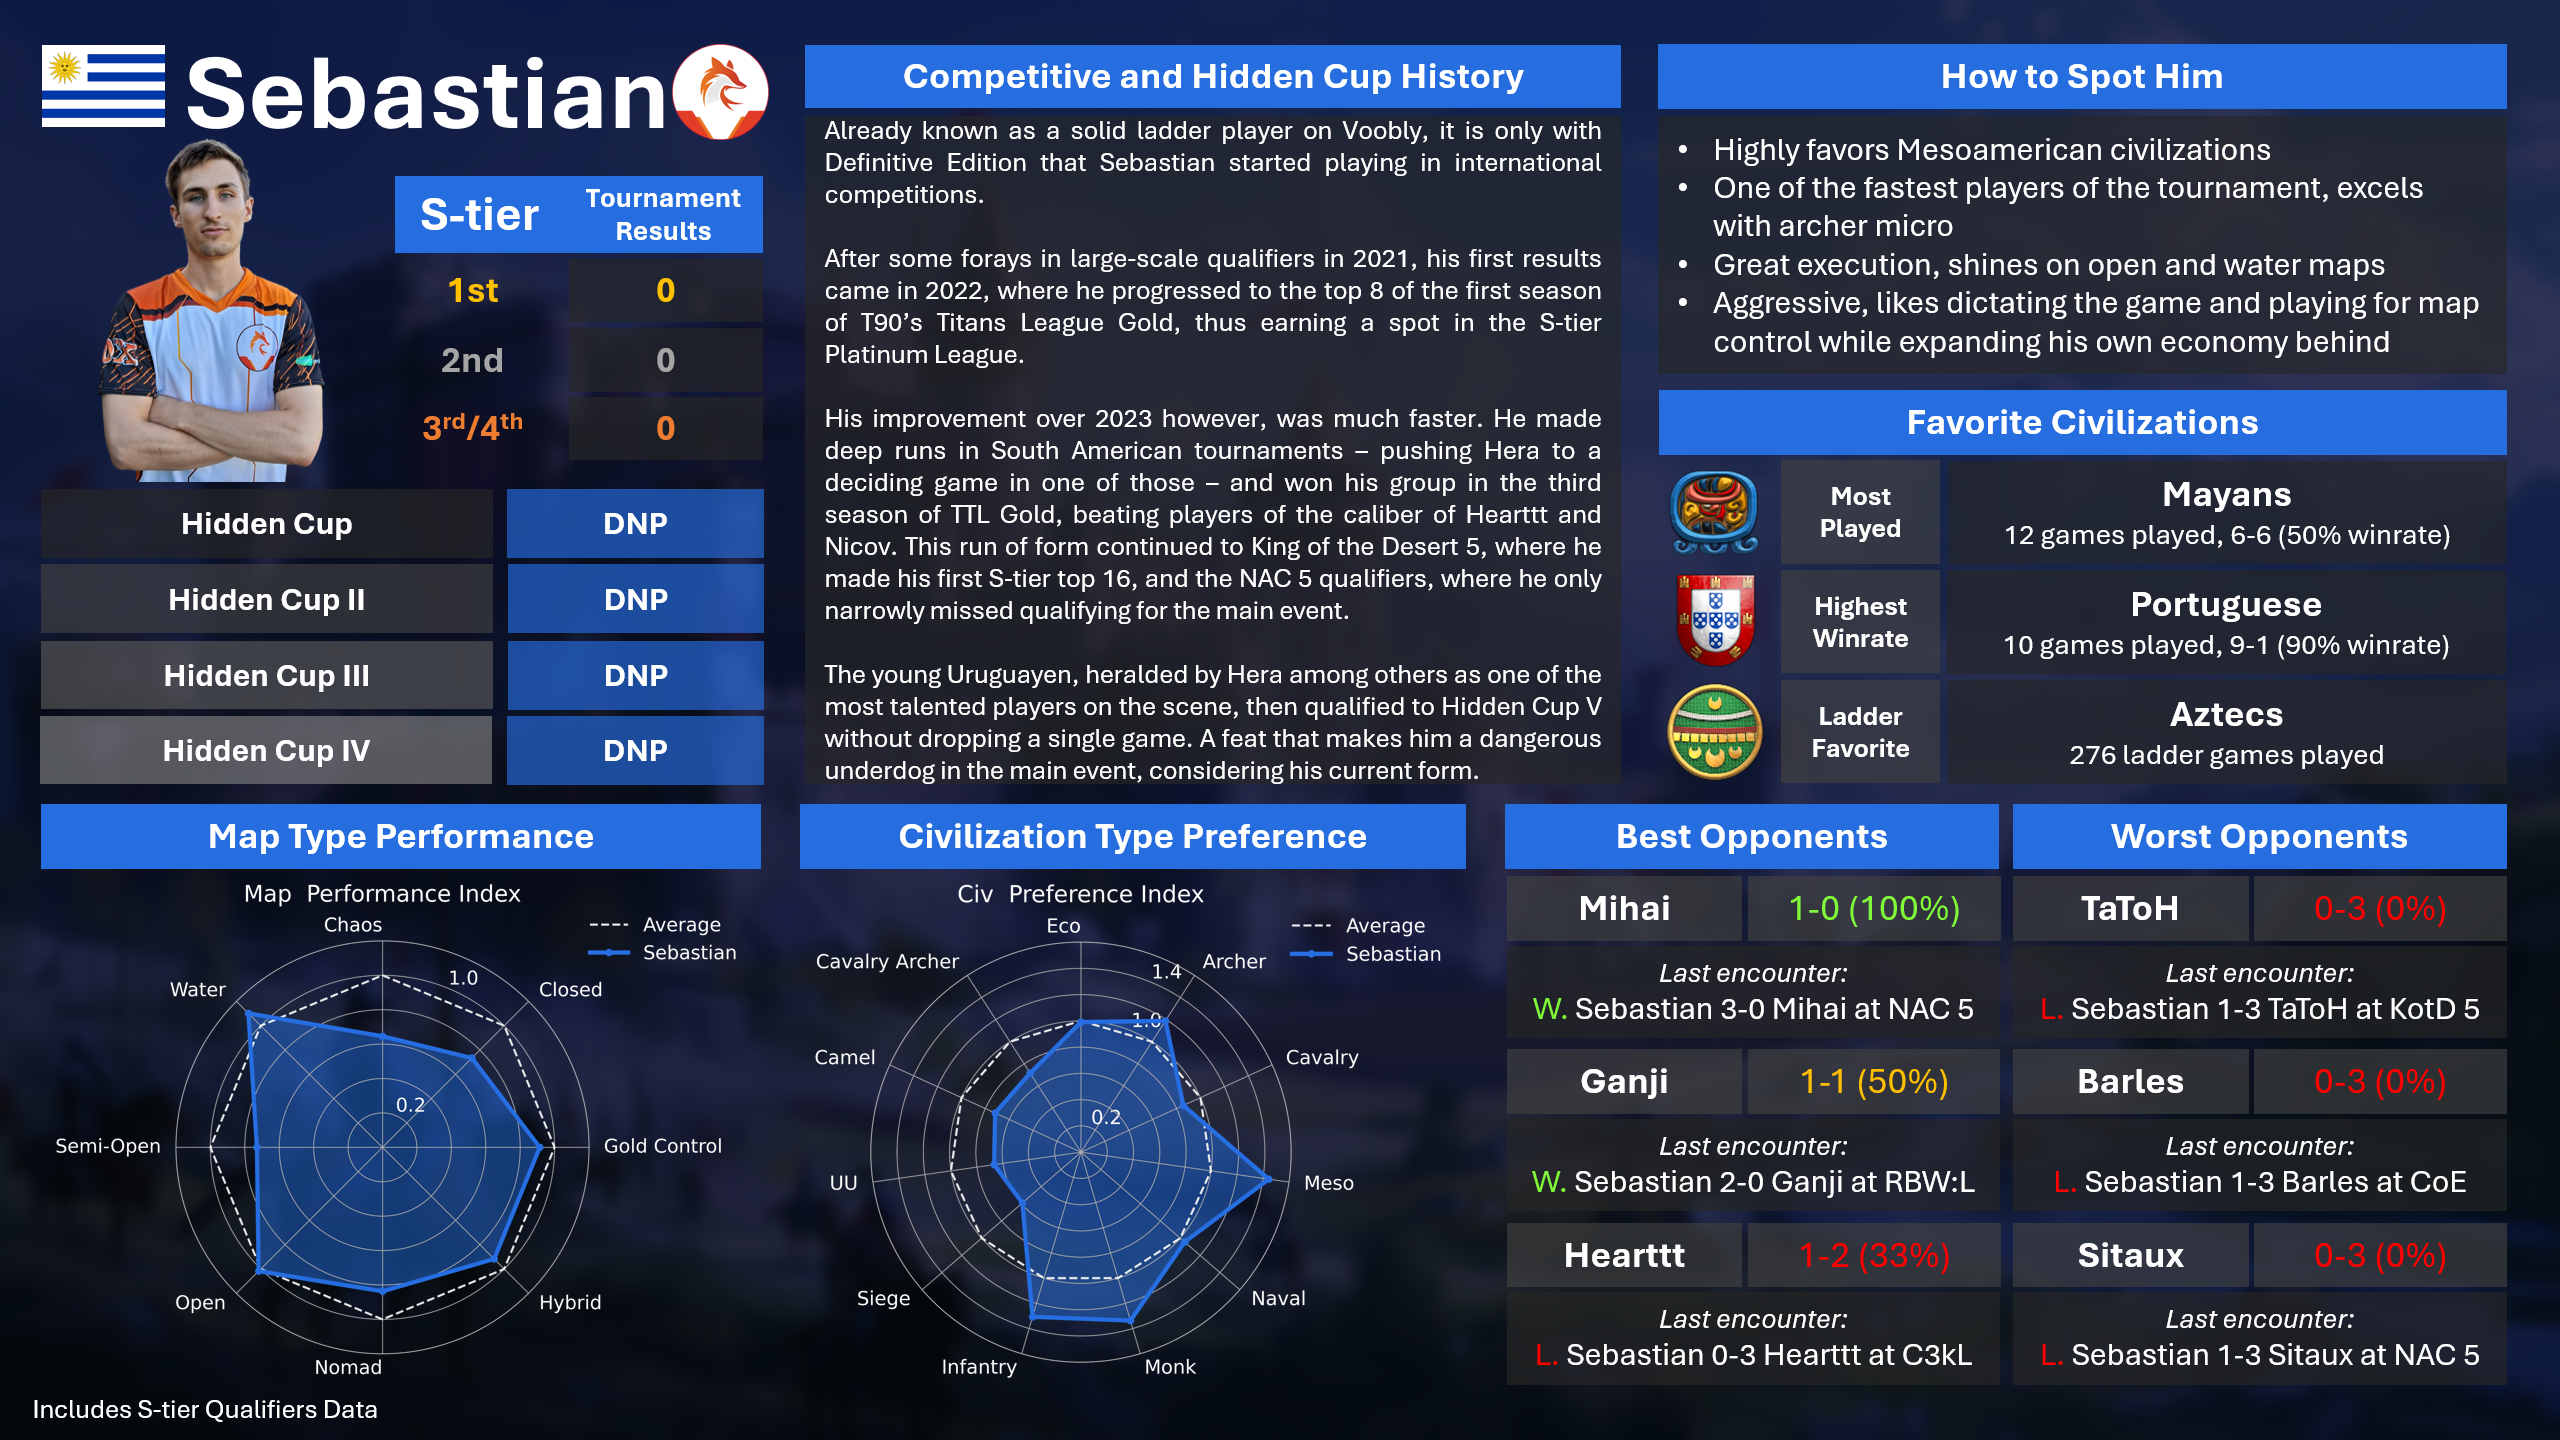 Sebastian
S-tier
Tournament
Results
1st
0
2nd
0
3rd/4th
0
Hidden Cup
DNP
Hidden Cup II
DNP
Hidden Cup III
DNP
Hidden Cup IV
DNP
Competitive and Hidden Cup History
Already known as a solid ladder player on Voobly, it is only with
Definitive Edition that Sebastian started playing in international
competitions.
After some forays in large-scale qualifiers in 2021, his first results
came in 2022, where he progressed to the top 8 of the first season
of T90’s Titans League Gold, thus earning a spot in the S-tier
Platinum League.
His improvement over 2023 however, was much faster. He made
deep runs in South American tournaments – pushing Hera to a
deciding game in one of those – and won his group in the third
season of TTL Gold, beating players of the caliber of Hearttt and
Nicov. This run of form continued to King of the Desert 5, where he
made his first S-tier top 16, and the NAC 5 qualifiers, where he only
narrowly missed qualifying for the main event.
The young Uruguayen, heralded by Hera among others as one of the
most talented players on the scene, then qualified to Hidden Cup V
without dropping a single game. A feat that makes him a dangerous
underdog in the main event, considering his current form.
How to Spot Him
• Highly favors Mesoamerican civilizations
• One of the fastest players of the tournament, excels
with archer micro
• Great execution, shines on open and water maps
• Aggressive, likes dictating the game and playing for map
control while expanding his own economy behind
Favorite Civilizations
Most
Played
Mayans
12 games played, 6-6 (50% winrate)
Highest
Winrate
Portuguese
10 games played, 9-1 (90% winrate)
Ladder
Favorite
Aztecs
276 ladder games played
Map Type Performance
Map Performance Index
Average
Sebastian
Chaos
Closed
Gold Control
Hybrid
Nomad
Open
Semi-Open
Water
1.0
0.2
Civilization Type Preference
Civ Preference Index
Average
Sebastian
Eco
Archer
Cavalry
Meso
Naval
Monk
Infantry
Siege
UU
Camel
Cavalry Archer
1.4
1.0
0.2
Best Opponents
Mihai
1-0 (100%)
Last encounter:
W. Sebastian 3-0 Mihai at NAC 5
Ganji
1-1 (50%)
Last encounter:
W. Sebastian 2-0 Ganji at RBW:L
Hearttt
1-2 (33%)
Last encounter:
L. Sebastian 0-3 Hearttt at C3kL
Worst Opponents
TaToH
0-3 (0%)
Last encounter:
L. Sebastian 1-3 TaToH at KotD 5
Barles
0-3 (0%)
Last encounter:
L. Sebastian 1-3 Barles at CoE
Sitaux
0-3 (0%)
Last encounter:
L. Sebastian 1-3 Sitaux at NAC 5
Includes S-tier Qualifiers Data